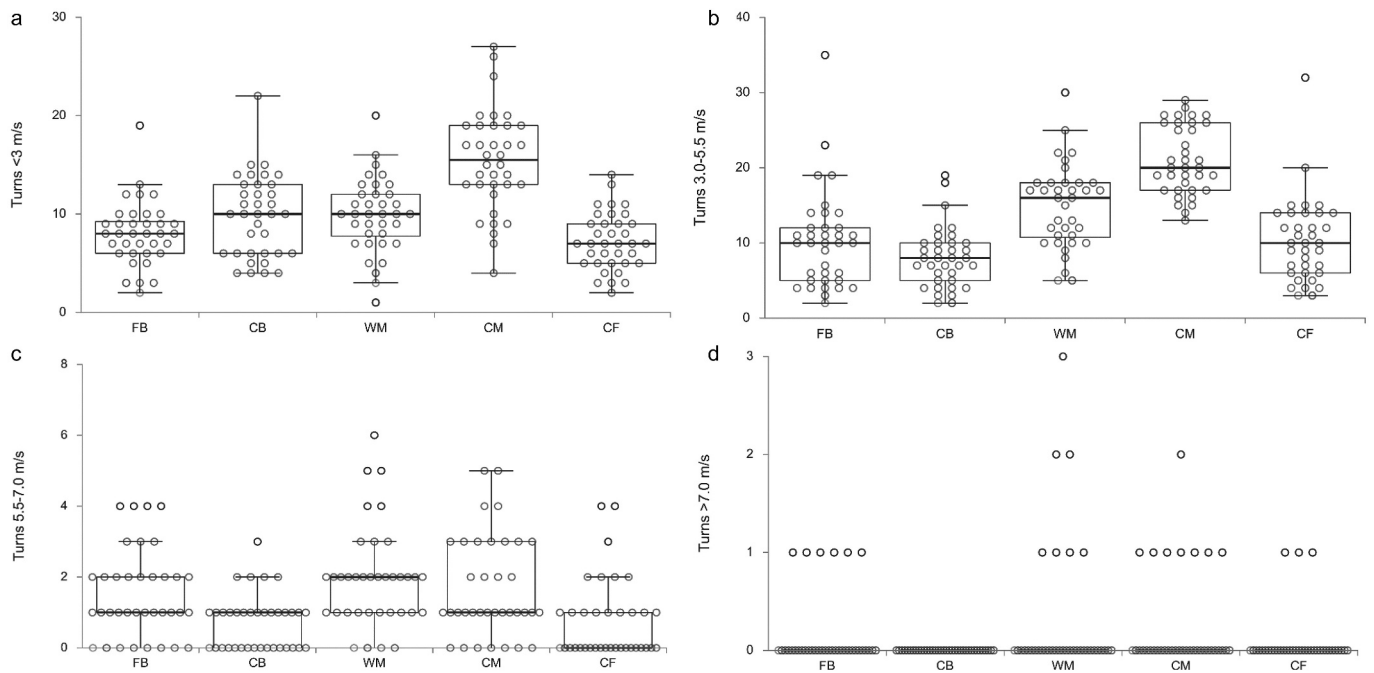 a
Turns <3 m/s
30
20
10
0
FB CB WM CM CF
b
Turns 3.0-5.5 m/s
40
30
20
10
0
FB CB WM CM CF
c
Turns 5.5-7.0 m/s
8
6
4
2
0
FB CB WM CM CF
d
Turns >7.0 m/s
3
2
1
0
FB CB WM CM CF